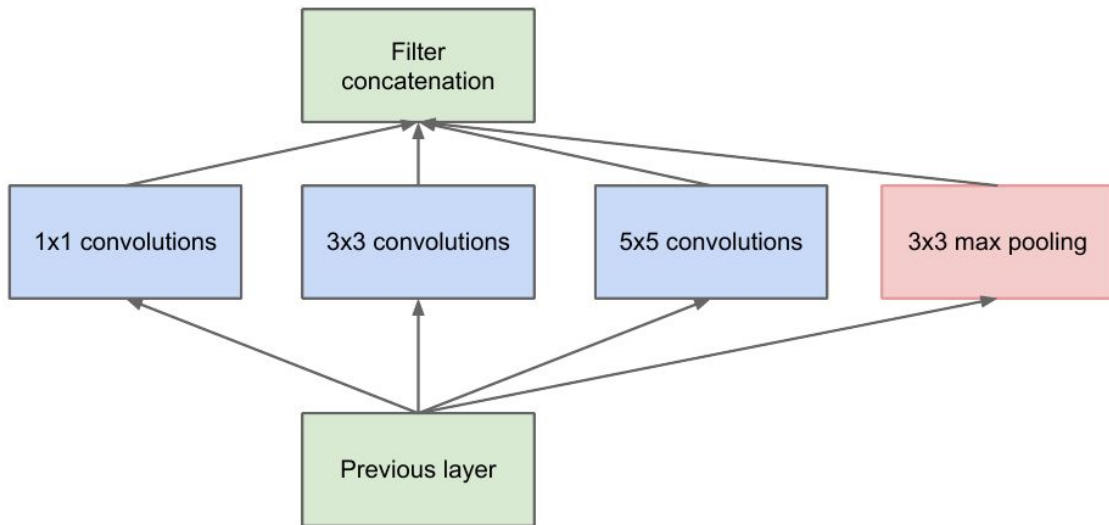 Filter
concatenation
1x1 convolutions
3x3 convolutions
5x5 convolutions
3x3 max pooling
Previous layer